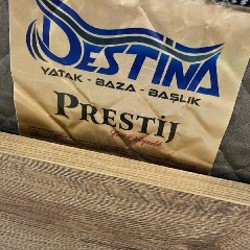 DESTINA
YATAK - BAZA - BAŞLIK
PRESTİJ